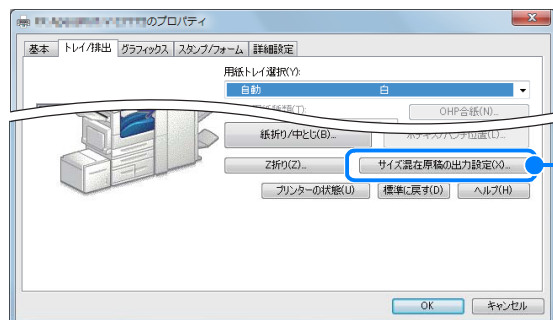 のプロパティ
基本 トレイ/排出 グラフィックス スタンプ/フォーム 詳細設定
用紙トレイ選択(Y):
自動 白
OHP合紙(N)...
紙折り/中とじ(B)...
Z折り(Z)... サイズ混在原稿の出力設定(X)...
プリンターの状態(U) 標準に戻す(D) ヘルプ(H)
OK キャンセル